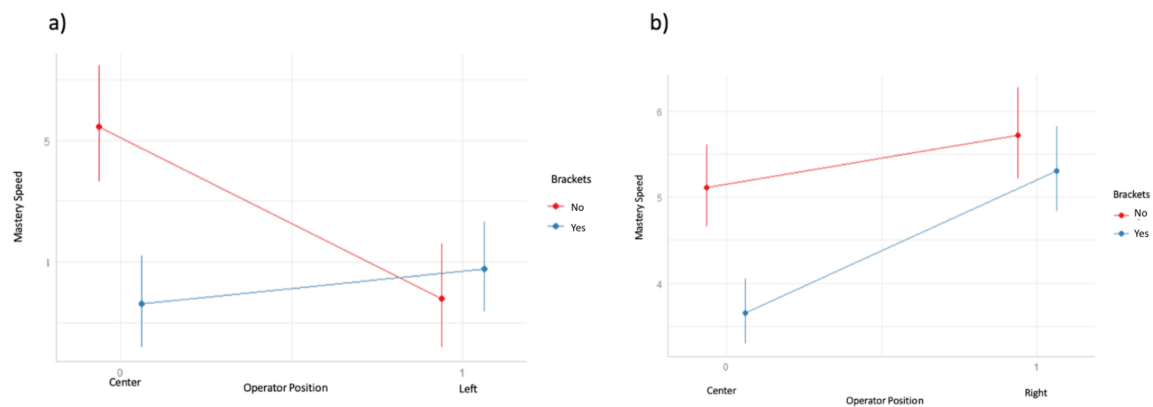 a)
Mastery Speed
5
0
1
Center
Operator Position
Left
Brackets
No
Yes
b)
Mastery Speed
6
5
4
0
1
Center
Operator Position
Right
Brackets
No
Yes